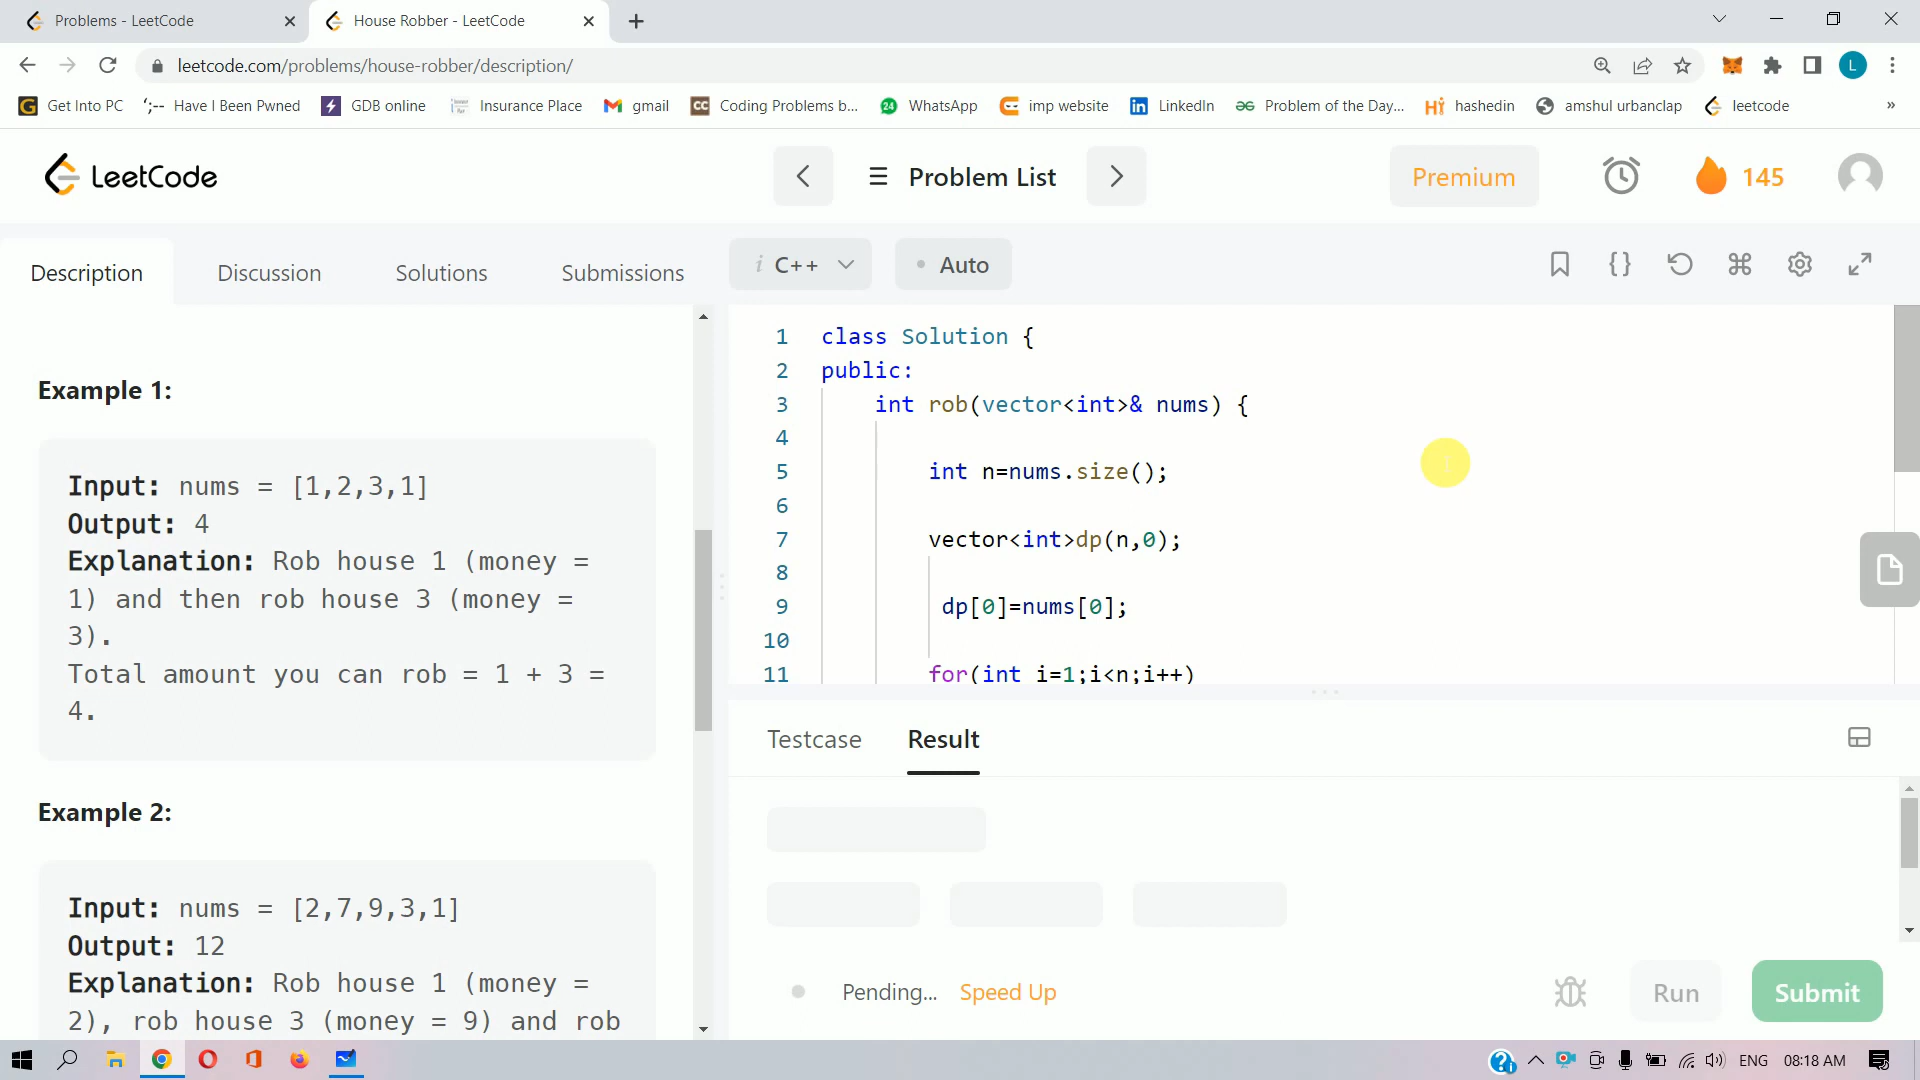 Problems - LeetCode
House Robber - LeetCode
leetcode.com/problems/house-robber/description/
L
Get Into PC
Have I Been Pwned
GDB online
Insurance Place
gmail
CC
Coding Problems b...
24
WhatsApp
imp website
LinkedIn
Problem of the Day...
hashedin
amshul urbanclap
leetcode
»
LeetCode
Problem List
Premium
145
Description
Discussion
Solutions
Submissions
i C++
Auto
Example 1:
Input: nums = [1,2,3,1]
Output: 4
Explanation: Rob house 1 (money =
1) and then rob house 3 (money =
3).
Total amount you can rob = 1 + 3 =
4.
Example 2:
Input: nums = [2,7,9,3,1]
Output: 12
Explanation: Rob house 1 (money =
2), rob house 3 (money = 9) and rob
1 class Solution {
2 public:
3 int rob(vector<int>& nums) {
4
5 int n=nums.size();
6
7 vector<int>dp(n,0);
8
9 dp[0]=nums[0];
10
11 for(int i=1;i<n;i++)
Testcase
Result
Pending...
Speed Up
Run
Submit
ENG
08:18 AM